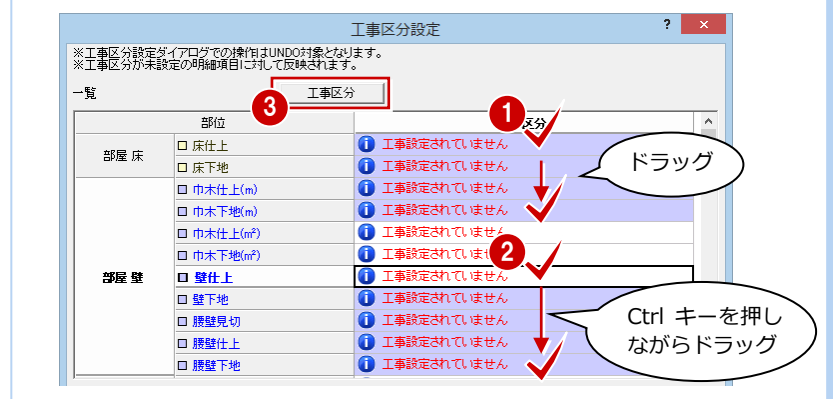 工事区分設定
? ×
※工事区分設定ダイアログでの操作はUNDO対象となります。
※工事区分が未設定の明細項目に対して反映されます。
一覧
3
工事区分
1
部位
区分
部屋 床
床仕上
工事設定されていません
床下地
工事設定されていません
ドラッグ
部屋 壁
巾木仕上(m)
工事設定されていません
巾木下地(m)
工事設定されていません
巾木仕上(㎡)
工事設定されていません
巾木下地(㎡)
工事設定されていません
2
壁仕上
工事設定されていません
壁下地
工事設定されていません
腰壁見切
工事設定されていません
腰壁仕上
工事設定されていません
腰壁下地
工事設定されていません
Ctrl キーを押し
ながらドラッグ